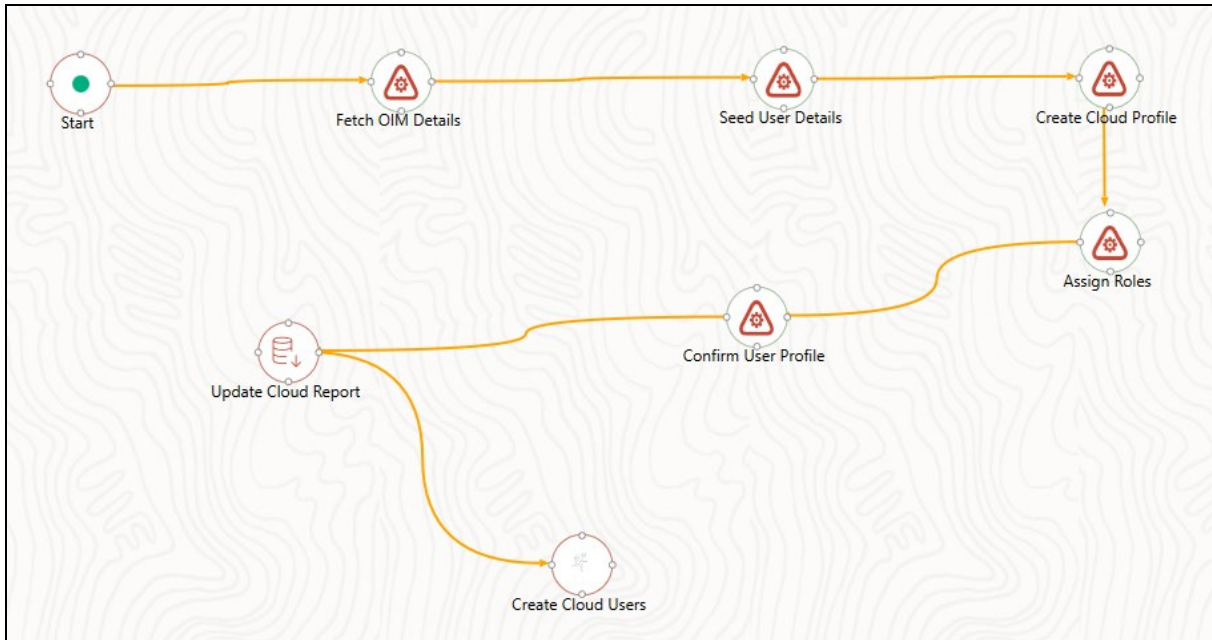 Start
Fetch OIM Details
Seed User Details
Create Cloud Profile
Assign Roles
Confirm User Profile
Update Cloud Report
Create Cloud Users